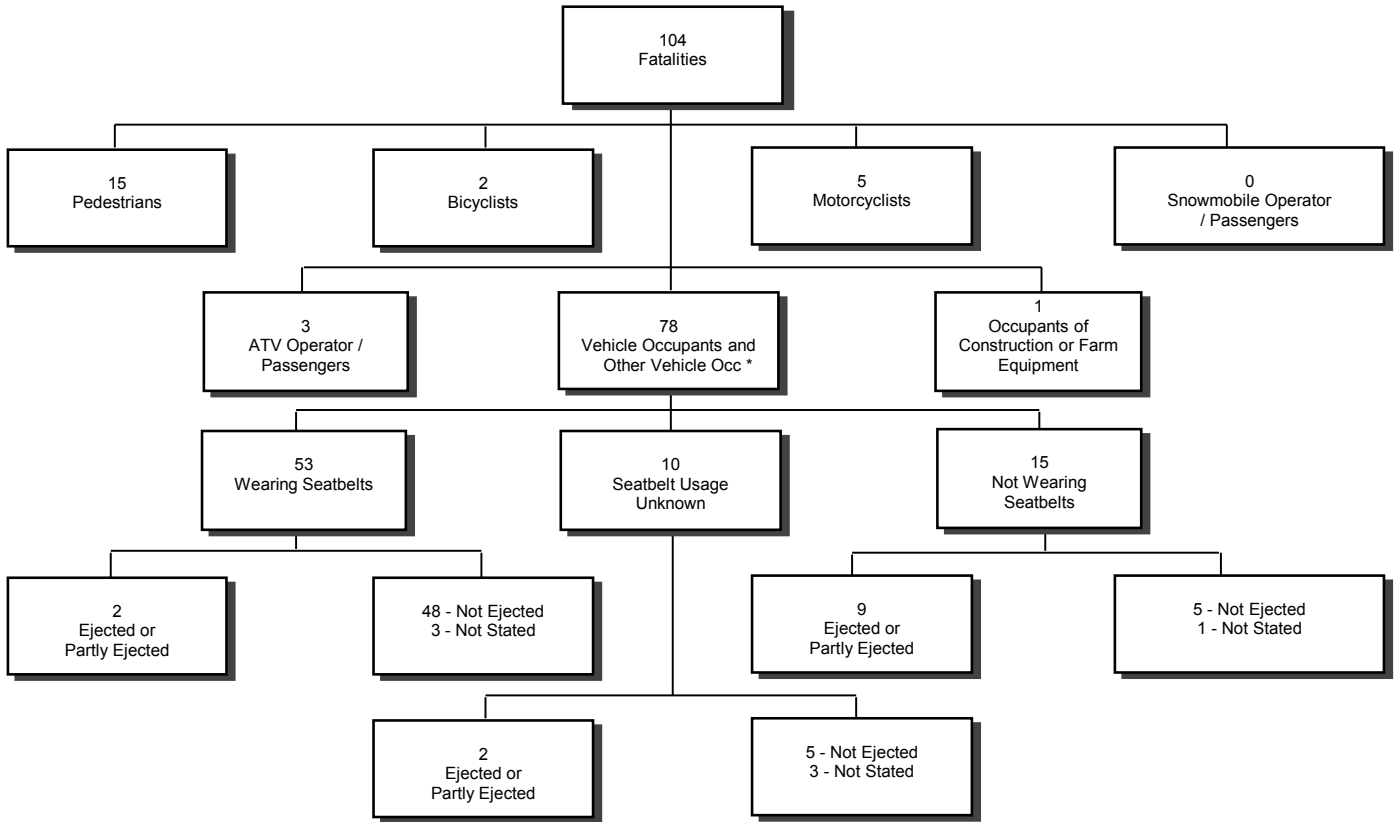 104
Fatalities
15
Pedestrians
2
Bicyclists
5
Motorcyclists
0
Snowmobile Operator
/ Passengers
3
ATV Operator /
Passengers
78
Vehicle Occupants and
Other Vehicle Occ *
1
Occupants of
Construction or Farm
Equipment
53
Wearing Seatbelts
10
Seatbelt Usage
Unknown
15
Not Wearing
Seatbelts
2
Ejected or
Partly Ejected
48 - Not Ejected
3 - Not Stated
9
Ejected or
Partly Ejected
5 - Not Ejected
1 - Not Stated
2
Ejected or
Partly Ejected
5 - Not Ejected
3 - Not Stated